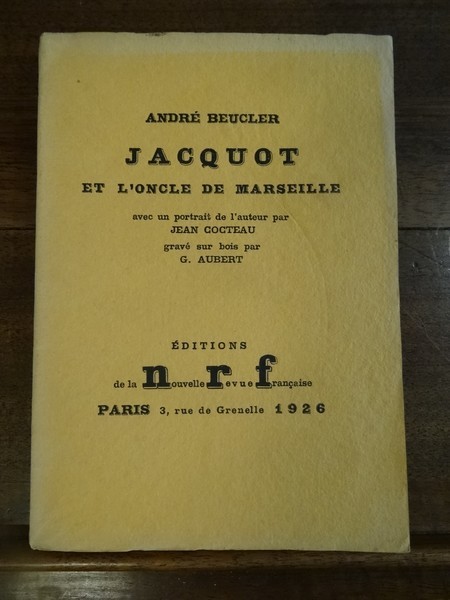 ANDRÉ BEUCLER
JACQUOT
ET L'ONCLE DE MARSEILLE
avec un portrait de l'auteur par
JEAN COCTEAU
gravé sur bois par
G. AUBERT
ÉDITIONS
de la nouvelle revue française
PARIS 3, rue de Grenelle 1926